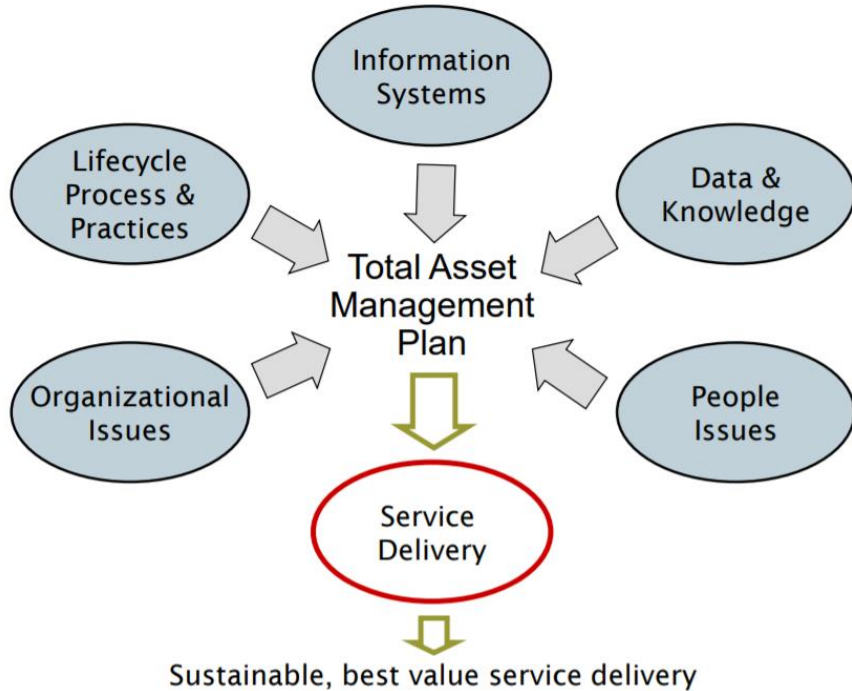 Information
Systems
Lifecycle
Process &
Practices
Data &
Knowledge
Total Asset
Management
Plan
Organizational
Issues
People
Issues
Service
Delivery
Sustainable, best value service delivery